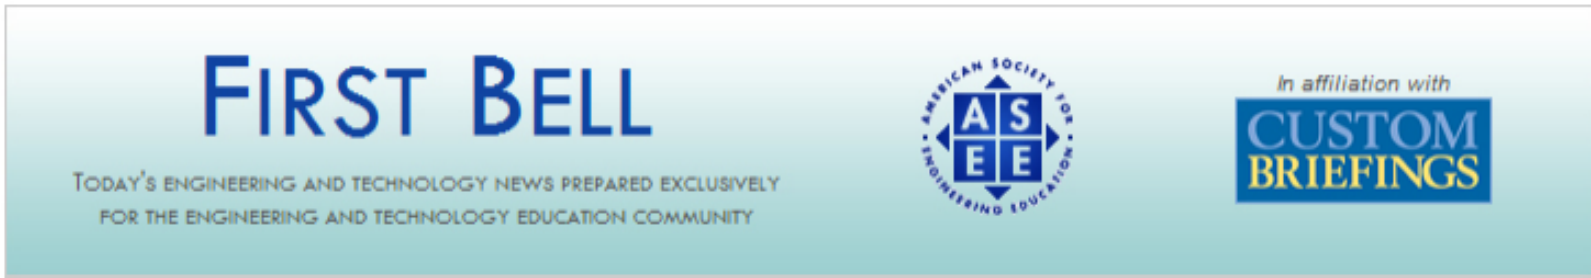 FIRST BELL
TODAY'S ENGINEERING AND TECHNOLOGY NEWS PREPARED EXCLUSIVELY
FOR THE ENGINEERING AND TECHNOLOGY EDUCATION COMMUNITY
AMERICAN SOCIETY FOR
ENGINEERING EDUCATION
A S
E E
In affiliation with
CUSTOM
BRIEFINGS